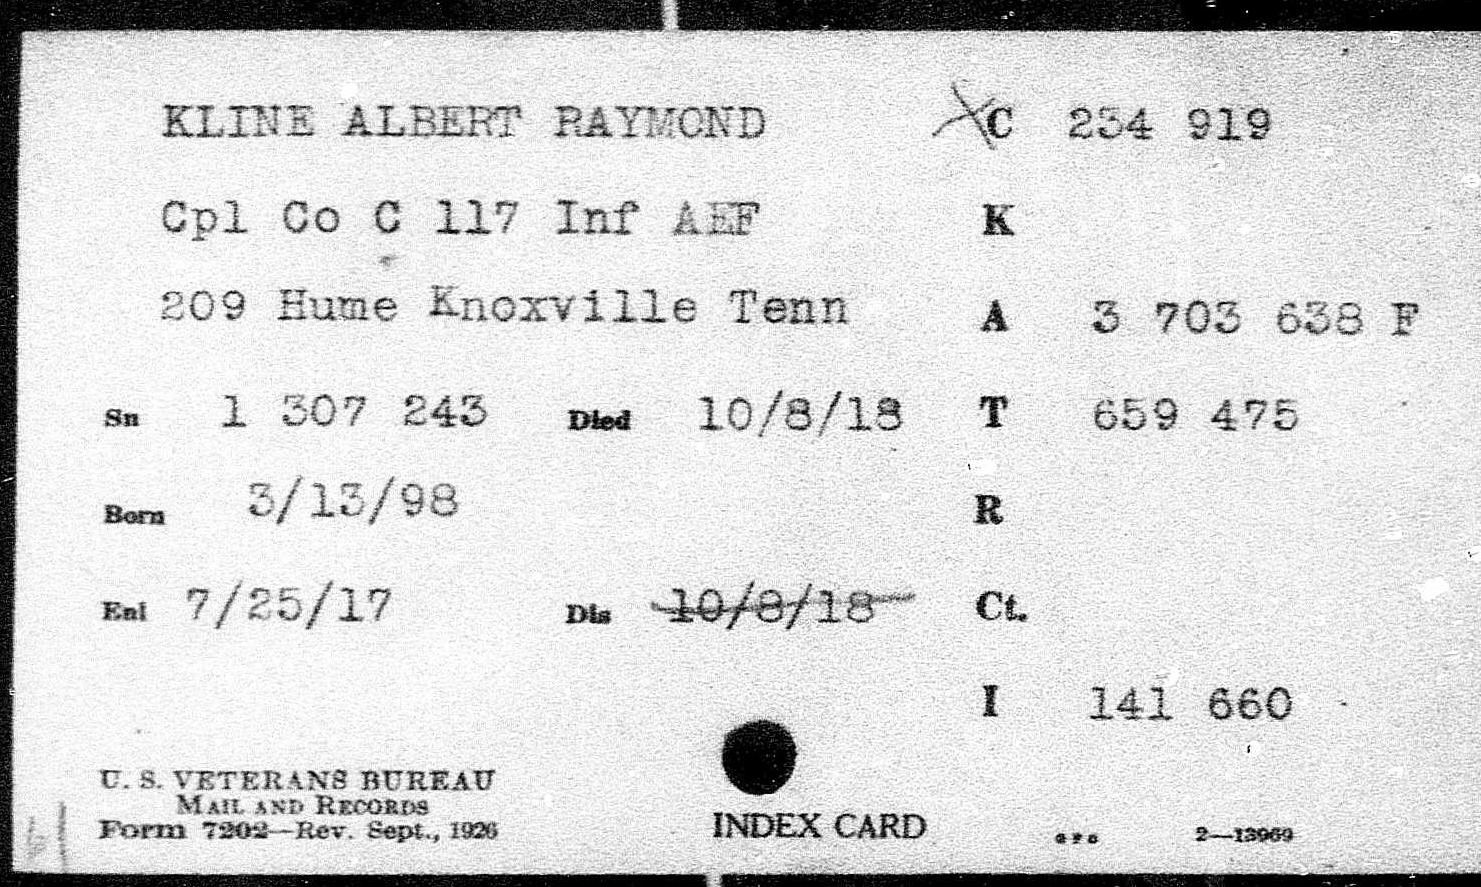 KLINE ALBERT RAYMOND XC 234 919
Cpl Co C 117 Inf AEF K
209 Hume Knoxville Tenn A 3 703 638 F
Sn 1 307 243 Died 10/8/18 T 659 475
Born 3/13/98 R
Enl 7/25/17 Dis 10/8/18 Ct.
I 141 660
U. S. VETERANS BUREAU
MAIL AND RECORDS
Form 7202—Rev. Sept., 1926
INDEX CARD GPO 2—13969